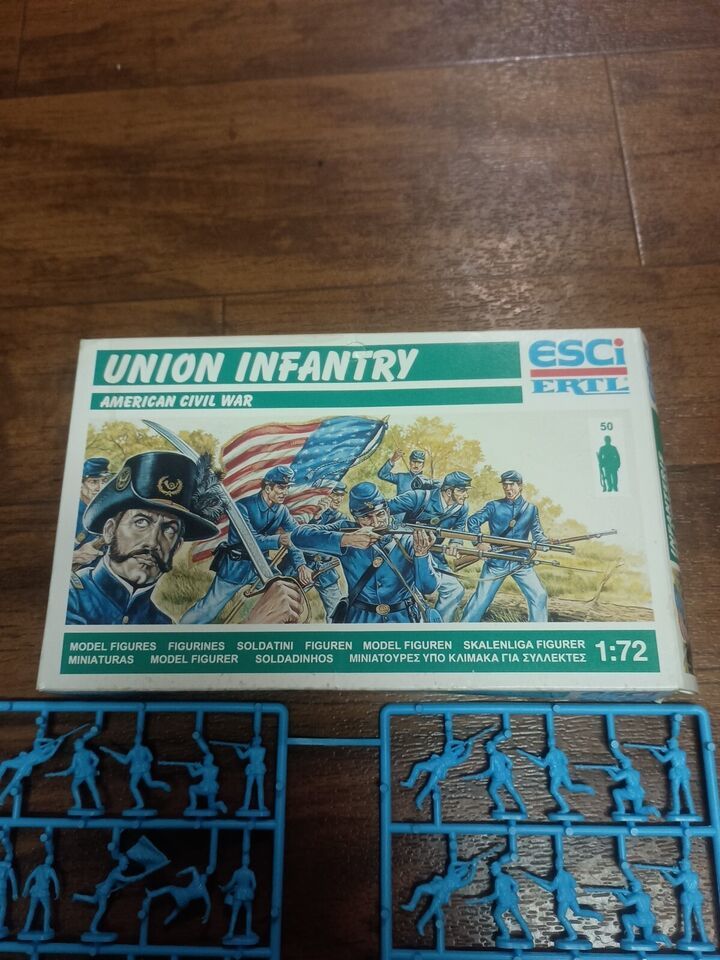 UNION INFANTRY
AMERICAN CIVIL WAR
ESCi
ERTL
50
MODEL FIGURES FIGURINES SOLDATINI FIGUREN MODEL FIGUREN SKALENLIGA FIGURER
MINIATURAS MODEL FIGURER SOLDADINHOS ΜΙΝΙΑΤΟΥΡΕΣ ΥΠΟ ΚΛΙΜΑΚΑ ΓΙΑ ΣΥΛΛΕΚΤΕΣ
1:72